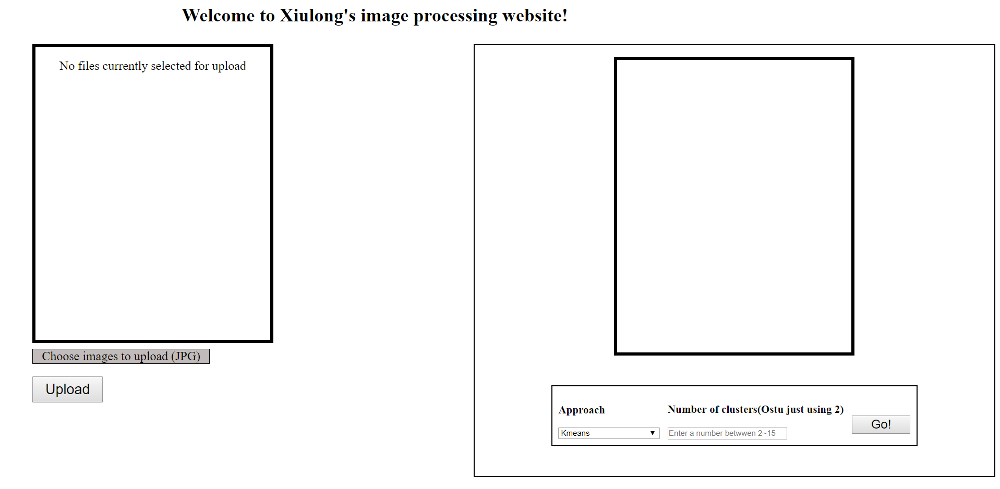 Welcome to Xiulong's image processing website!
No files currently selected for upload
Choose images to upload (JPG)
Upload
Approach
Number of clusters(Ostu just using 2)
Kmeans
Enter a number betwwen 2~15
Go!